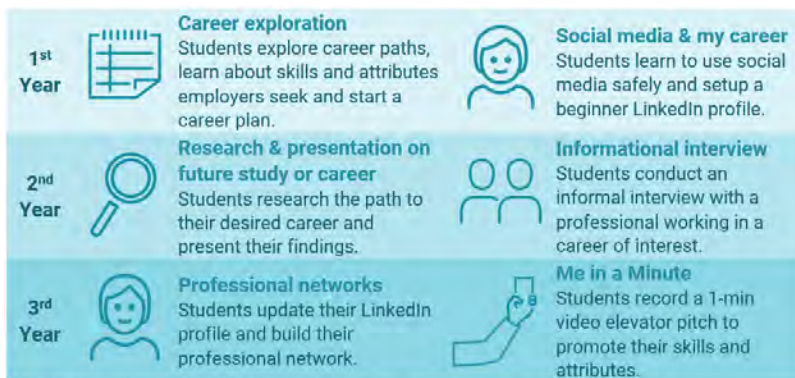 1st
Year
Career exploration
Students explore career paths,
learn about skills and attributes
employers seek and start a
career plan.
Social media & my career
Students learn to use social
media safely and setup a
beginner LinkedIn profile.
2nd
Year
Research & presentation on
future study or career
Students research the path to
their desired career and
present their findings.
Informational interview
Students conduct an
informal interview with a
professional working in a
career of interest.
3rd
Year
Professional networks
Students update their LinkedIn
profile and build their
professional network.
Me in a Minute
Students record a 1-min
video elevator pitch to
promote their skills and
attributes.